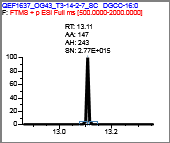 QEF1537_OG43_T3-14-2-7_SC DGCC-16:0
F: FTMS + p ESI Full ms [500.0000-2000.0000]
RT: 13.11
AA: 147
AH: 243
SN: 2.77E+015
100
80
60
40
20
0
13.0
13.2